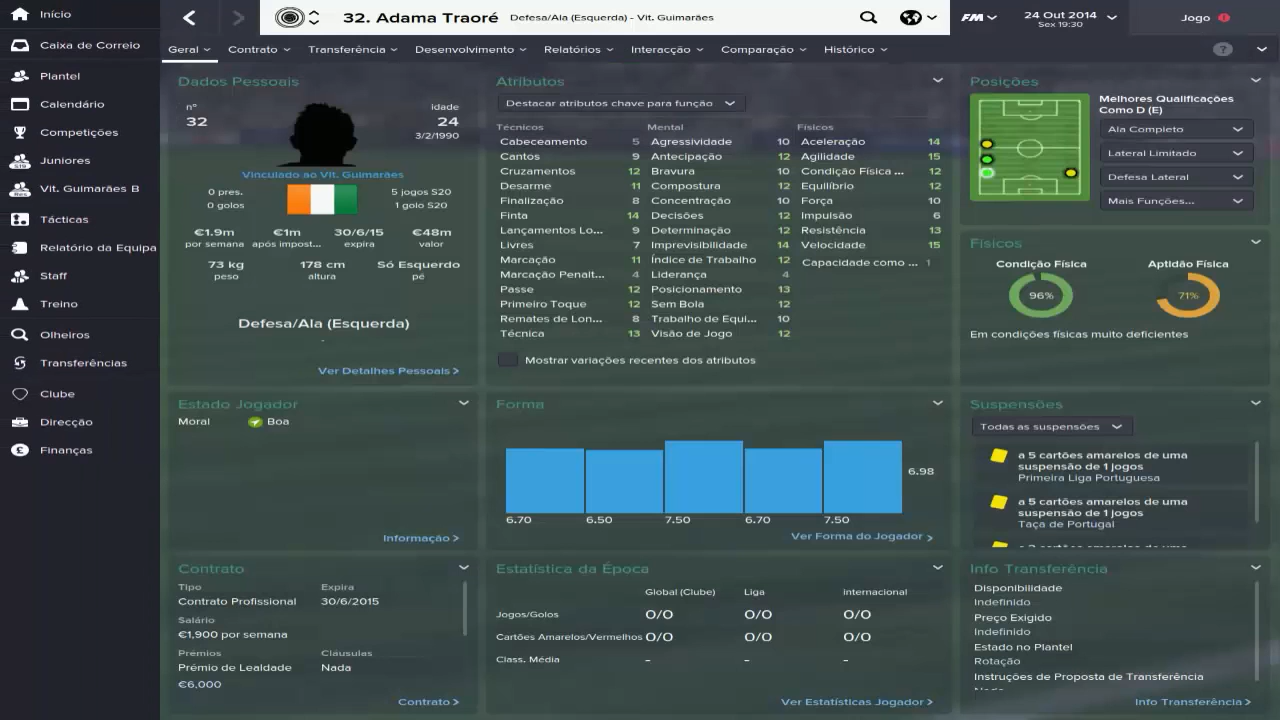 Início
Caixa de Correio
Plantel
Calendário
Competições
Juniores
Vit. Guimarães B
Tácticas
Relatório da Equipa
Staff
Treino
Olheiros
Transferências
Clube
Direcção
Finanças
32. Adama Traoré
Defesa/Ala (Esquerda) - Vit. Guimarães
FM
24 Out 2014
Sex 19:30
Jogo
Geral Contrato Transferência Desenvolvimento Relatórios Interacção Comparação Histórico ?
Dados Pessoais
nº
32
idade
24
3/2/1990
Vinculado ao Vit. Guimarães
0 pres.
0 golos
5 jogos S20
1 golo S20
€1.9m €1m 30/6/15 €48m
por semana após impost... expira valor
73 kg 178 cm Só Esquerdo
peso altura pé
Defesa/Ala (Esquerda)
-
Ver Detalhes Pessoais >
Atributos
Destacar atributos chave para função
Técnicos Mental Físicos
Cabeceamento 5 Agressividade 10 Aceleração 14
Cantos 9 Antecipação 12 Agilidade 15
Cruzamentos 12 Bravura 10 Condição Física ... 12
Desarme 11 Compostura 12 Equilíbrio 12
Finalização 8 Concentração 10 Força 10
Finta 14 Decisões 12 Impulsão 6
Lançamentos Lo... 9 Determinação 12 Resistência 13
Livres 7 Imprevisibilidade 14 Velocidade 15
Marcação 11 Índice de Trabalho 12 Capacidade como ... 1
Marcação Penalt... 4 Liderança 4
Passe 12 Posicionamento 13
Primeiro Toque 12 Sem Bola 12
Remates de Lon... 8 Trabalho de Equi... 10
Técnica 13 Visão de Jogo 12
Mostrar variações recentes dos atributos
Posições
Melhores Qualificações
Como D (E)
Ala Completo
Lateral Limitado
Defesa Lateral
Mais Funções...
Físicos
Condição Física Aptidão Física
96% 71%
Em condições físicas muito deficientes
Estado Jogador
Moral Boa
Informação >
Forma
6.98
6.70 6.50 7.50 6.70 7.50
Ver Forma do Jogador >
Suspensões
Todas as suspensões
a 5 cartões amarelos de uma
suspensão de 1 jogos
Primeira Liga Portuguesa
a 5 cartões amarelos de uma
suspensão de 1 jogos
Taça de Portugal
Contrato
Tipo Expira
Contrato Profissional 30/6/2015
Salário
€1,900 por semana
Prémios Cláusulas
Prémio de Lealdade Nada
€6,000
Contrato >
Estatística da Época
Global (Clube) Liga Internacional
Jogos/Golos 0/0 0/0 0/0
Cartões Amarelos/Vermelhos 0/0 0/0 0/0
Class. Média - - -
Ver Estatísticas Jogador >
Info Transferência
Disponibilidade
Indefinido
Preço Exigido
Indefinido
Estado no Plantel
Rotação
Instruções de Proposta de Transferência
Info Transferência >